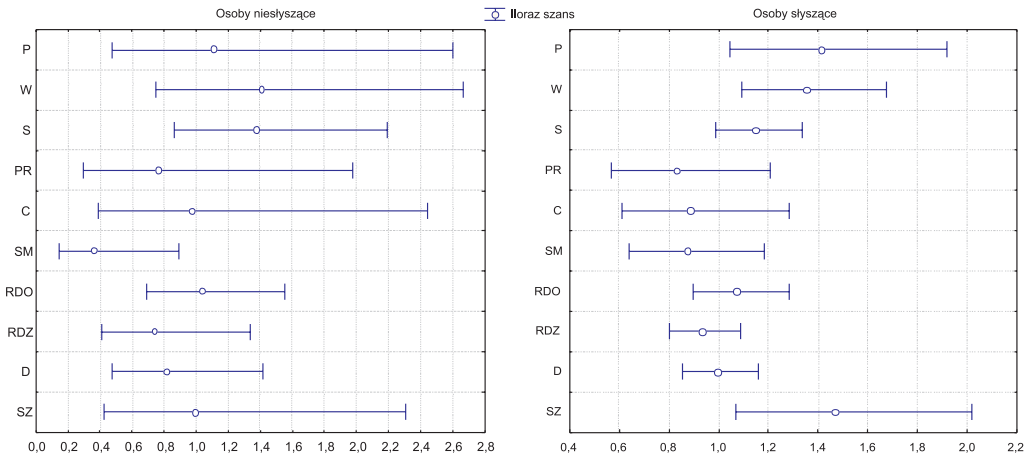 Osoby niesłyszące
Iloraz szans
Osoby słyszące
P
W
S
PR
C
SM
RDO
RDZ
D
SZ
0,0 0,2 0,4 0,6 0,8 1,0 1,2 1,4 1,6 1,8 2,0 2,2 2,4 2,6 2,8
P
W
S
PR
C
SM
RDO
RDZ
D
SZ
0,4 0,6 0,8 1,0 1,2 1,4 1,6 1,8 2,0 2,2